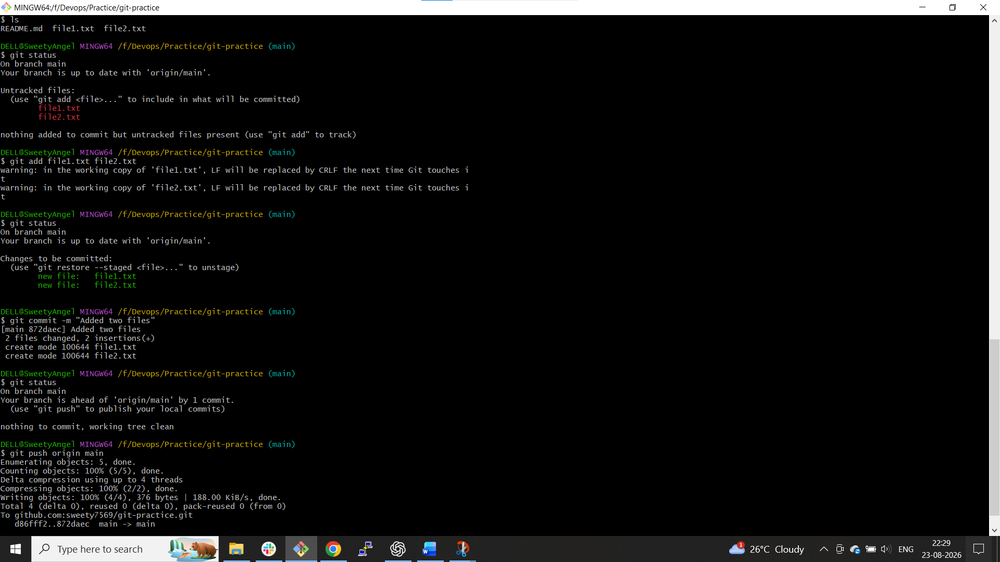 MINGW64:/f/Devops/Practice/git-practice
$ ls
README.md  file1.txt  file2.txt
DELL@SweetyAngel MINGW64 /f/Devops/Practice/git-practice (main)
$ git status
On branch main
Your branch is up to date with 'origin/main'.
Untracked files:
  (use "git add <file>..." to include in what will be committed)
        file1.txt
        file2.txt
nothing added to commit but untracked files present (use "git add" to track)
DELL@SweetyAngel MINGW64 /f/Devops/Practice/git-practice (main)
$ git add file1.txt file2.txt
warning: in the working copy of 'file1.txt', LF will be replaced by CRLF the next time Git touches i
t
warning: in the working copy of 'file2.txt', LF will be replaced by CRLF the next time Git touches i
t
DELL@SweetyAngel MINGW64 /f/Devops/Practice/git-practice (main)
$ git status
On branch main
Your branch is up to date with 'origin/main'.
Changes to be committed:
  (use "git restore --staged <file>..." to unstage)
        new file:   file1.txt
        new file:   file2.txt
DELL@SweetyAngel MINGW64 /f/Devops/Practice/git-practice (main)
$ git commit -m "Added two files"
[main 872daec] Added two files
 2 files changed, 2 insertions(+)
 create mode 100644 file1.txt
 create mode 100644 file2.txt
DELL@SweetyAngel MINGW64 /f/Devops/Practice/git-practice (main)
$ git status
On branch main
Your branch is ahead of 'origin/main' by 1 commit.
  (use "git push" to publish your local commits)
nothing to commit, working tree clean
DELL@SweetyAngel MINGW64 /f/Devops/Practice/git-practice (main)
$ git push origin main
Enumerating objects: 5, done.
Counting objects: 100% (5/5), done.
Delta compression using up to 4 threads
Compressing objects: 100% (2/2), done.
Writing objects: 100% (4/4), 376 bytes | 188.00 KiB/s, done.
Total 4 (delta 0), reused 0 (delta 0), pack-reused 0 (from 0)
To github.com:sweety7569/git-practice.git
   d86fff2..872daec  main -> main
Type here to search
W
3
26°C Cloudy
ENG
22:29
23-08-2026